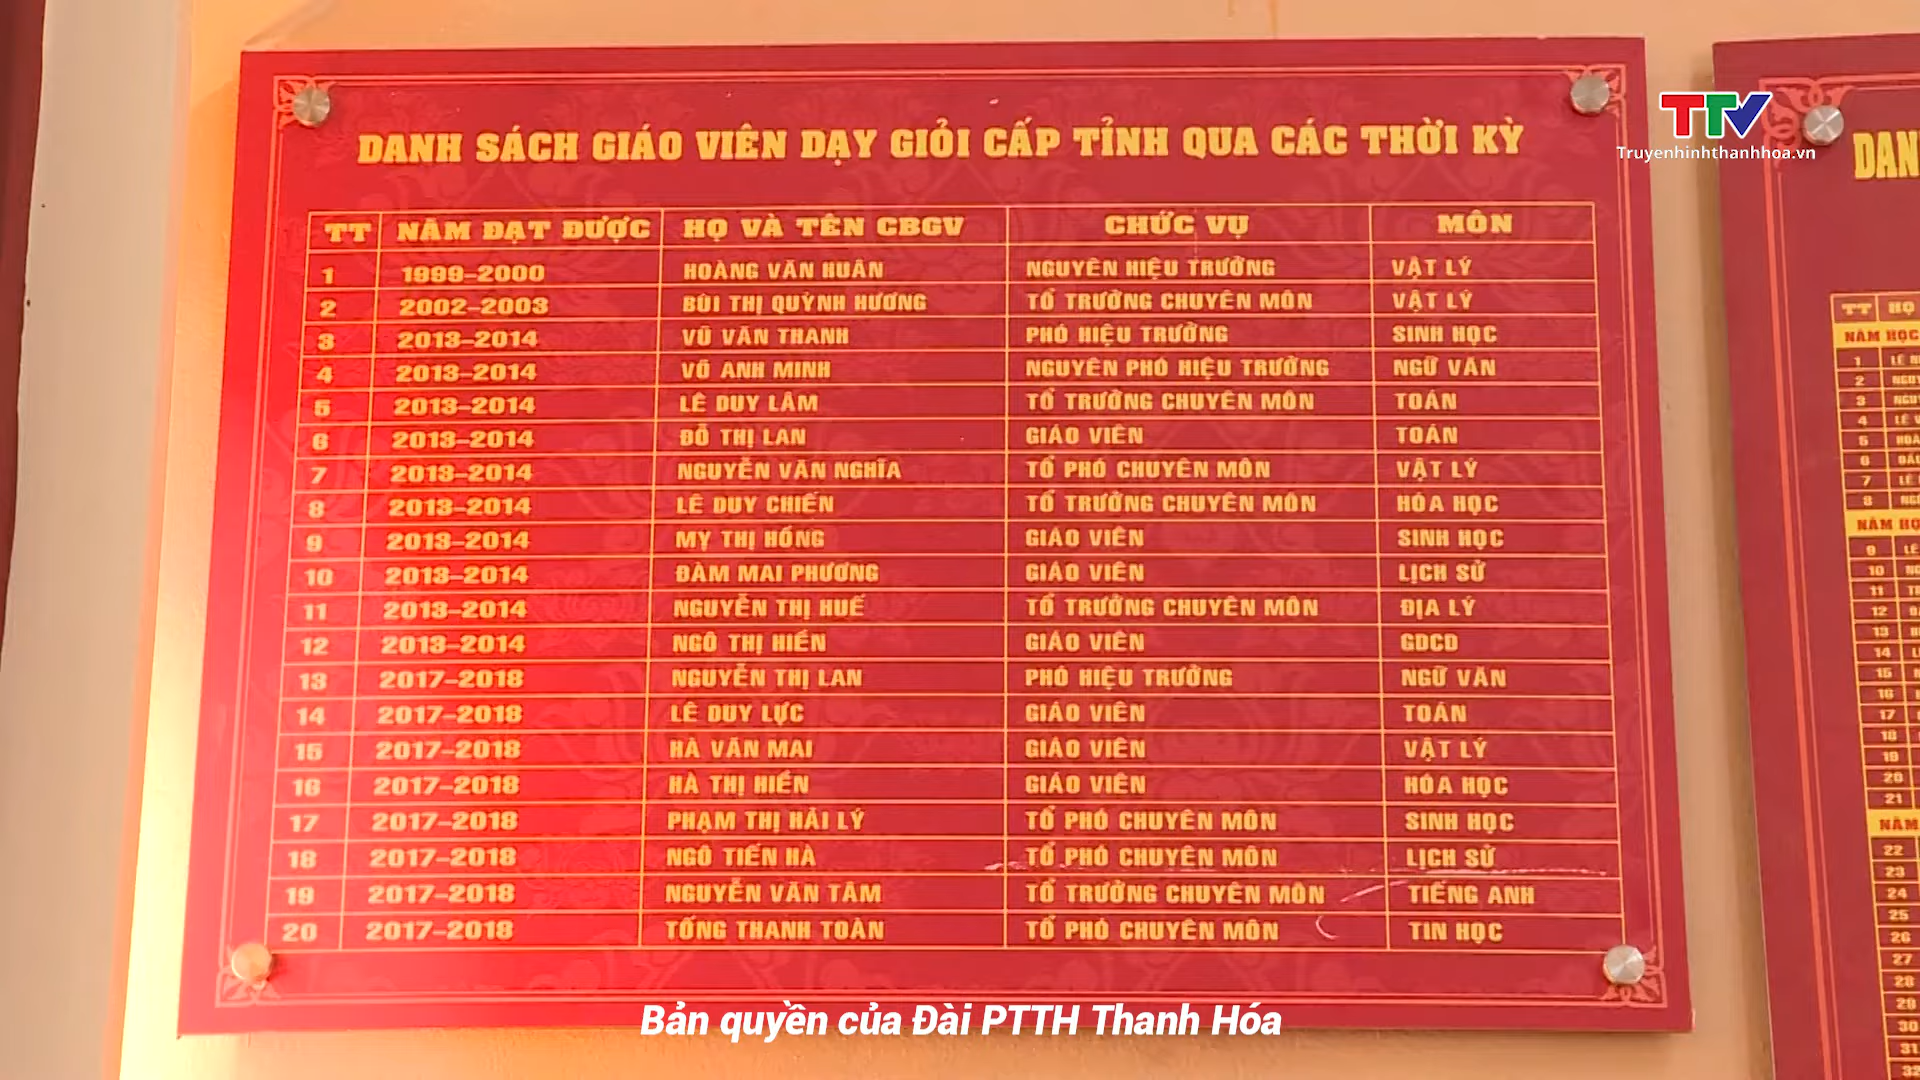 DANH SÁCH GIÁO VIÊN DẠY GIỎI CẤP TỈNH QUA CÁC THỜI KỲ
TT NĂM ĐẠT ĐƯỢC HỌ VÀ TÊN CBGV CHỨC VỤ MÔN
1 1999-2000 HOÀNG VĂN HUÂN NGUYÊN HIỆU TRƯỞNG VẬT LÝ
2 2002-2003 BÙI THỊ QUỲNH HƯƠNG TỔ TRƯỞNG CHUYÊN MÔN VẬT LÝ
3 2013-2014 VŨ VĂN THANH PHÓ HIỆU TRƯỞNG SINH HỌC
4 2013-2014 VÕ ANH MINH NGUYÊN PHÓ HIỆU TRƯỞNG NGỮ VĂN
5 2013-2014 LÊ DUY LÂM TỔ TRƯỞNG CHUYÊN MÔN TOÁN
6 2013-2014 ĐỖ THỊ LAN GIÁO VIÊN TOÁN
7 2013-2014 NGUYỄN VĂN NGHĨA TỔ PHÓ CHUYÊN MÔN VẬT LÝ
8 2013-2014 LÊ DUY CHIẾN TỔ TRƯỞNG CHUYÊN MÔN HÓA HỌC
9 2013-2014 MỴ THỊ HỒNG GIÁO VIÊN SINH HỌC
10 2013-2014 ĐÀM MAI PHƯƠNG GIÁO VIÊN LỊCH SỬ
11 2013-2014 NGUYỄN THỊ HUẾ TỔ TRƯỞNG CHUYÊN MÔN ĐỊA LÝ
12 2013-2014 NGÔ THỊ HIỀN GIÁO VIÊN GDCD
13 2017-2018 NGUYỄN THỊ LAN PHÓ HIỆU TRƯỞNG NGỮ VĂN
14 2017-2018 LÊ DUY LỰC GIÁO VIÊN TOÁN
15 2017-2018 HÀ VĂN MAI GIÁO VIÊN VẬT LÝ
16 2017-2018 HÀ THỊ HIỀN GIÁO VIÊN HÓA HỌC
17 2017-2018 PHẠM THỊ HẢI LÝ TỔ PHÓ CHUYÊN MÔN SINH HỌC
18 2017-2018 NGÔ TIẾN HÀ TỔ PHÓ CHUYÊN MÔN LỊCH SỬ
19 2017-2018 NGUYỄN VĂN TÂM TỔ TRƯỞNG CHUYÊN MÔN TIẾNG ANH
20 2017-2018 TỐNG THANH TOÀN TỔ PHÓ CHUYÊN MÔN TIN HỌC
TTV
Truyenhinhthanhhoa.vn
DAN
TT HỌ
NĂM HỌC
Bản quyền của Đài PTTH Thanh Hóa